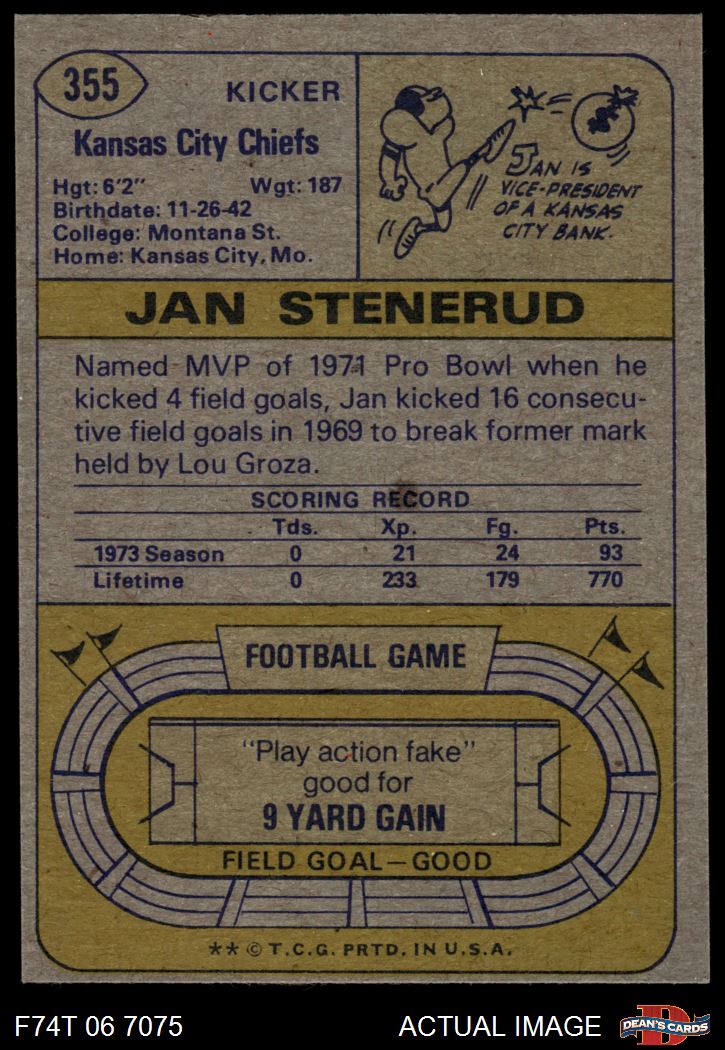 355
KICKER
Kansas City Chiefs
Hgt: 6'2" Wgt: 187
Birthdate: 11-26-42
College: Montana St.
Home: Kansas City, Mo.
JAN IS
VICE-PRESIDENT
OF A KANSAS
CITY BANK.
JAN STENERUD
Named MVP of 1971 Pro Bowl when he
kicked 4 field goals, Jan kicked 16 consecu-
tive field goals in 1969 to break former mark
held by Lou Groza.
SCORING RECORD
Tds. Xp. Fg. Pts.
1973 Season 0 21 24 93
Lifetime 0 233 179 770
FOOTBALL GAME
"Play action fake"
good for
9 YARD GAIN
FIELD GOAL—GOOD
** © T.C.G. PRTD. IN U.S.A.
F74T 06 7075 ACTUAL IMAGE
D
DEAN'S CARDS